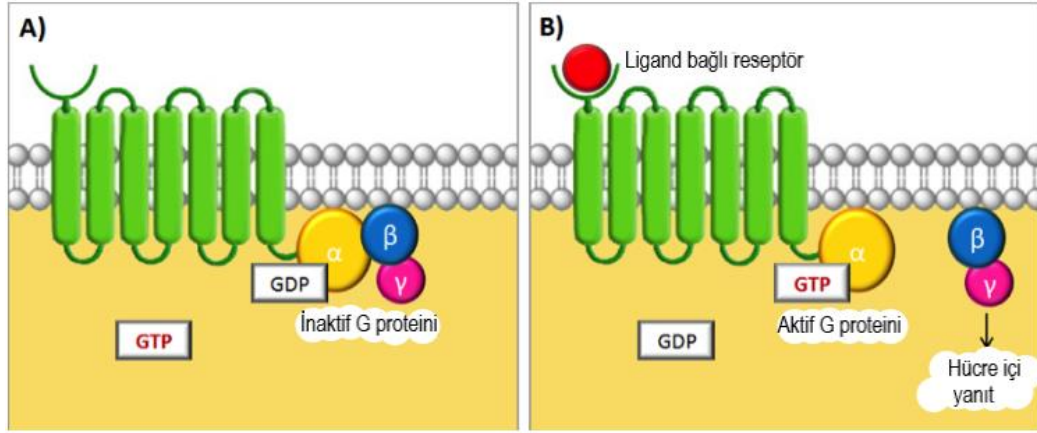 A)
α
β
γ
GDP
İnaktif G proteini
GTP
B)
Ligand bağlı reseptör
α
β
γ
GTP
Aktif G proteini
GDP
Hücre içi
yanıt